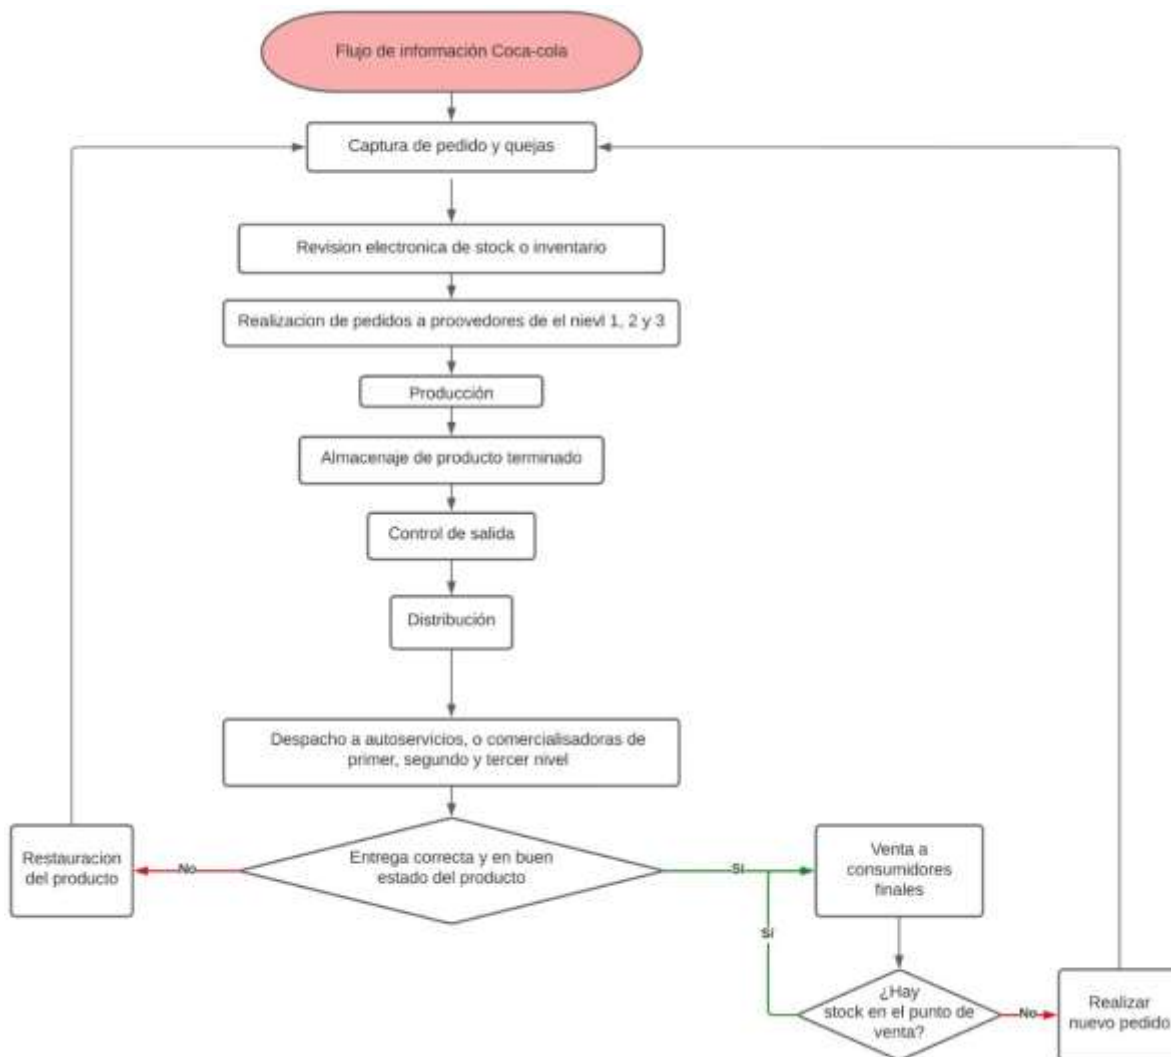 Flujo de información Coca-cola
Captura de pedido y quejas
Revision electronica de stock o inventario
Realizacion de pedidos a proovedores de el nievl 1, 2 y 3
Producción
Almacenaje de producto terminado
Control de salida
Distribución
Despacho a autoservicios, o comercialisadoras de
primer, segundo y tercer nivel
Restauracion
del producto
No
Entrega correcta y en buen
estado del producto
Sí
Venta a
consumidores
finales
Sí
¿Hay
stock en el punto de
venta?
No
Realizar
nuevo pedido